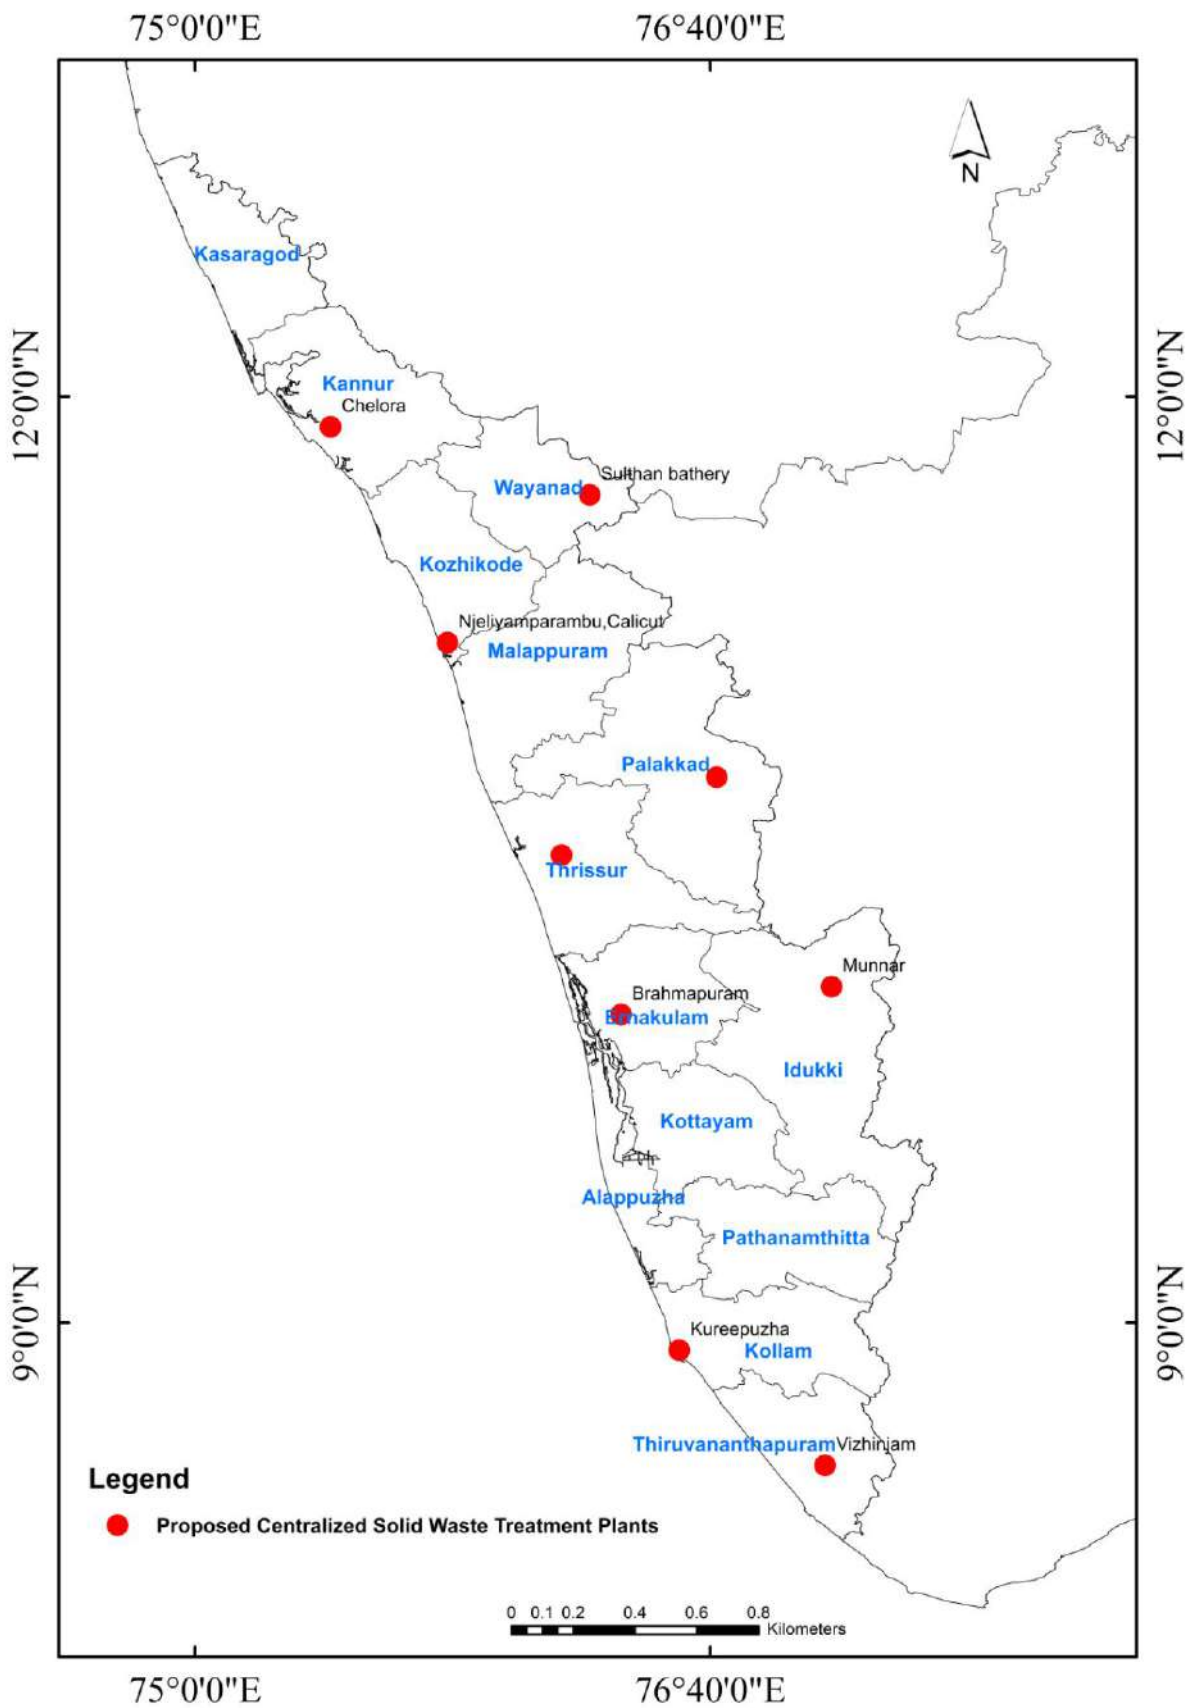 75°0'0"E 76°40'0"E
N
Kasaragod
12°0'0"N 12°0'0"N
Kannur
Chelora
Sulthan bathery
Wayanad
Kozhikode
Njeliyamparambu,Calicut
Malappuram
Palakkad
Thrissur
Munnar
Brahmapuram
Ernakulam
Idukki
Kottayam
Alappuzha
Pathanamthitta
9°0'0"N 9°0'0"N
Kureepuzha
Kollam
Thiruvananthapuram Vizhinjam
Legend
Proposed Centralized Solid Waste Treatment Plants
0 0.1 0.2 0.4 0.6 0.8
Kilometers
75°0'0"E 76°40'0"E